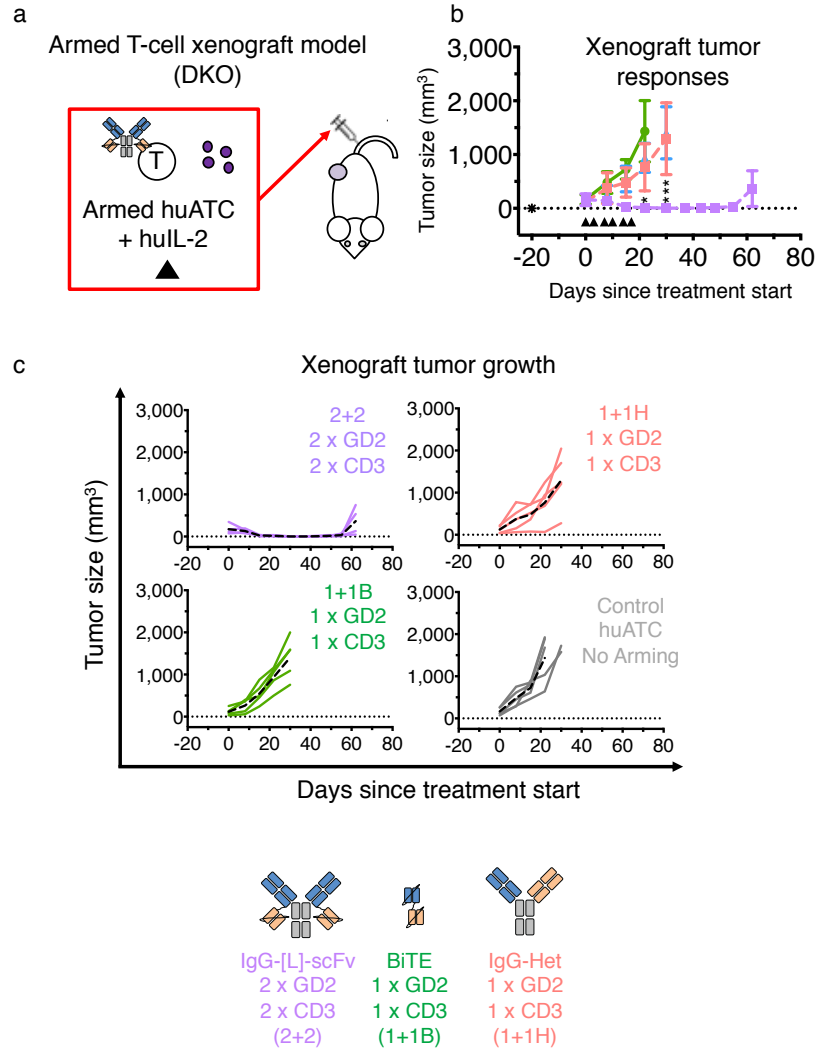 a
Armed T-cell xenograft model
(DKO)
T
Armed huATC
+ huIL-2
b
Xenograft tumor
responses
Tumor size (mm³)
3,000
2,000
1,000
0
*
*
****
-20 0 20 40 60 80
Days since treatment start
c
Xenograft tumor growth
Tumor size (mm³)
3,000
2,000
1,000
0
-20 0 20 40 60 80
2+2
2 x GD2
2 x CD3
3,000
2,000
1,000
0
-20 0 20 40 60 80
1+1H
1 x GD2
1 x CD3
3,000
2,000
1,000
0
-20 0 20 40 60 80
1+1B
1 x GD2
1 x CD3
3,000
2,000
1,000
0
-20 0 20 40 60 80
Control
huATC
No Arming
Days since treatment start
IgG-[L]-scFv
2 x GD2
2 x CD3
(2+2)
BiTE
1 x GD2
1 x CD3
(1+1B)
IgG-Het
1 x GD2
1 x CD3
(1+1H)